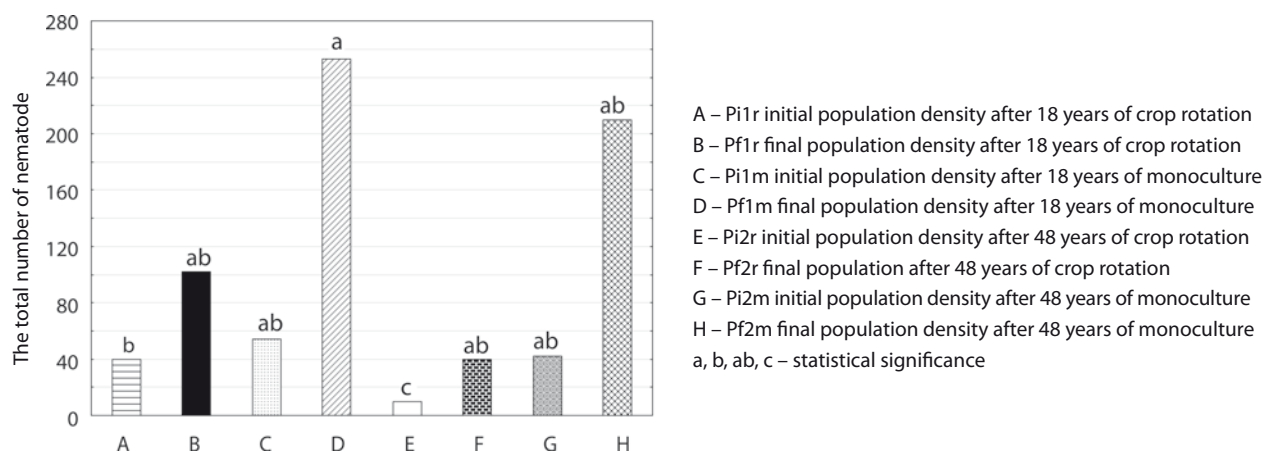 The total number of nematode
280
240
200
160
120
80
40
0
b
ab
ab
a
c
ab
ab
ab
A
B
C
D
E
F
G
H
A – Pi1r initial population density after 18 years of crop rotation
B – Pf1r final population density after 18 years of crop rotation
C – Pi1m initial population density after 18 years of monoculture
D – Pf1m final population density after 18 years of monoculture
E – Pi2r initial population density after 48 years of crop rotation
F – Pf2r final population after 48 years of crop rotation
G – Pi2m initial population density after 48 years of monoculture
H – Pf2m final population density after 48 years of monoculture
a, b, ab, c – statistical significance